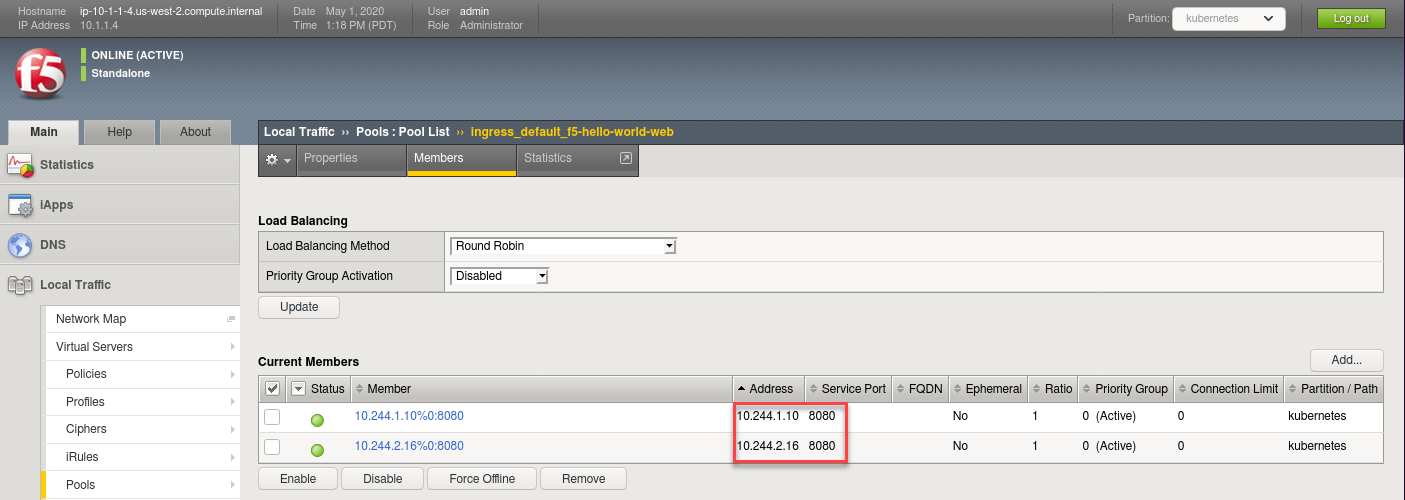 Hostname ip-10-1-1-4.us-west-2.compute.internal Date May 1, 2020 User admin
IP Address 10.1.1.4 Time 1:18 PM (PDT) Role Administrator
Partition: kubernetes Log out
f5
ONLINE (ACTIVE)
Standalone
Main Help About
Local Traffic ›› Pools : Pool List ›› ingress_default_f5-hello-world-web
Properties Members Statistics
Statistics
iApps
DNS
Local Traffic
Network Map
Virtual Servers
Policies
Profiles
Ciphers
iRules
Pools
Load Balancing
Load Balancing Method Round Robin
Priority Group Activation Disabled
Update
Current Members Add...
Status Member Address Service Port FQDN Ephemeral Ratio Priority Group Connection Limit Partition / Path
10.244.1.10%0:8080 10.244.1.10 8080 No 1 0 (Active) 0 kubernetes
10.244.2.16%0:8080 10.244.2.16 8080 No 1 0 (Active) 0 kubernetes
Enable Disable Force Offline Remove